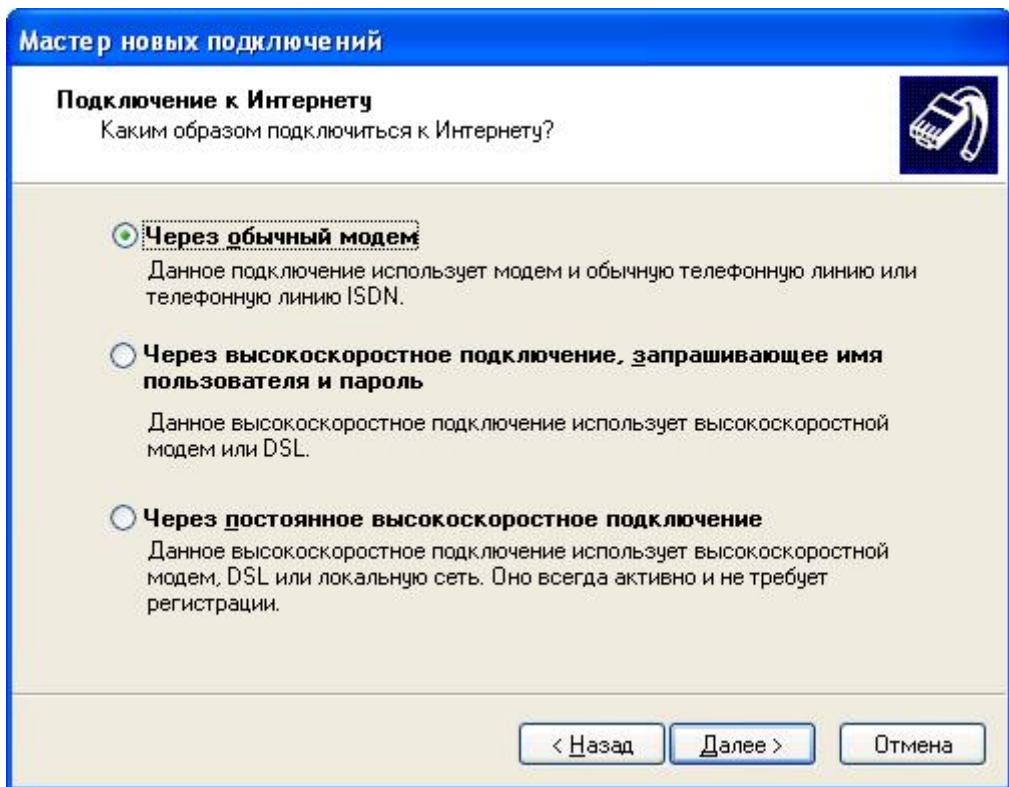 Мастер новых подключений
Подключение к Интернету
Каким образом подключиться к Интернету?
Через обычный модем
Данное подключение использует модем и обычную телефонную линию или
телефонную линию ISDN.
Через высокоскоростное подключение, запрашивающее имя
пользователя и пароль
Данное высокоскоростное подключение использует высокоскоростной
модем или DSL.
Через постоянное высокоскоростное подключение
Данное высокоскоростное подключение использует высокоскоростной
модем, DSL или локальную сеть. Оно всегда активно и не требует
регистрации.
< Назад Далее > Отмена